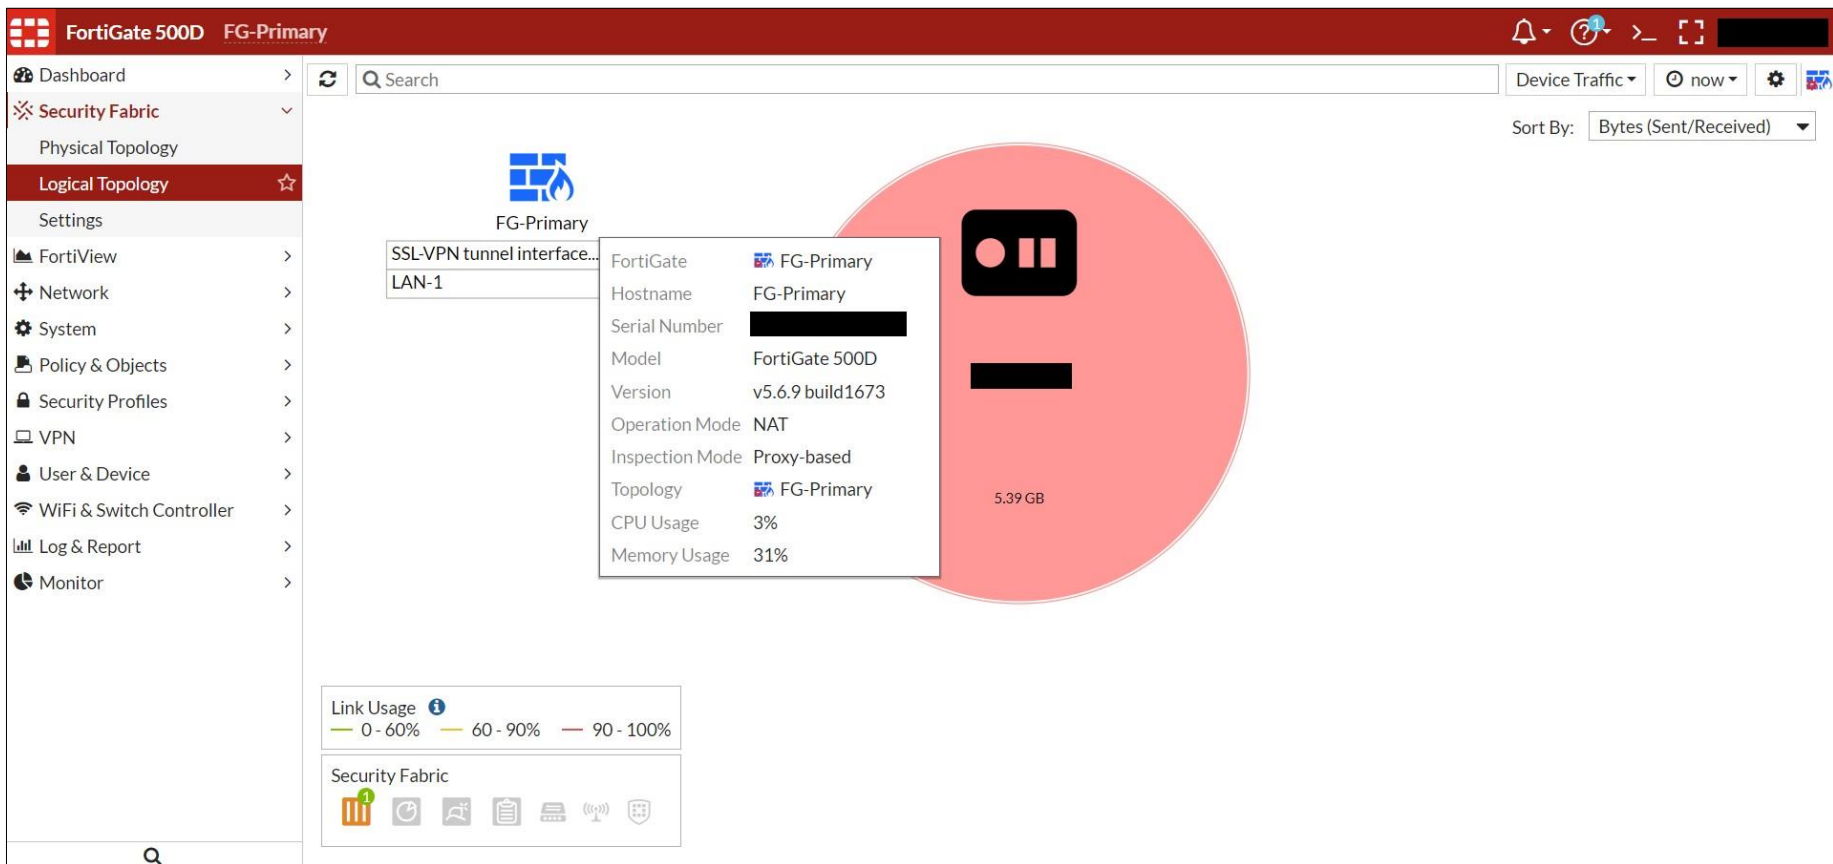 FortiGate 500D FG-Primary 1
Dashboard
Security Fabric
Physical Topology
Logical Topology
Settings
FortiView
Network
System
Policy & Objects
Security Profiles
VPN
User & Device
WiFi & Switch Controller
Log & Report
Monitor
Search
Device Traffic
now
Sort By: Bytes (Sent/Received)
FG-Primary
SSL-VPN tunnel interface...
LAN-1
FortiGate FG-Primary
Hostname FG-Primary
Serial Number
Model FortiGate 500D
Version v5.6.9 build1673
Operation Mode NAT
Inspection Mode Proxy-based
Topology FG-Primary
CPU Usage 3%
Memory Usage 31%
5.39 GB
Link Usage
0 - 60% 60 - 90% 90 - 100%
Security Fabric
1